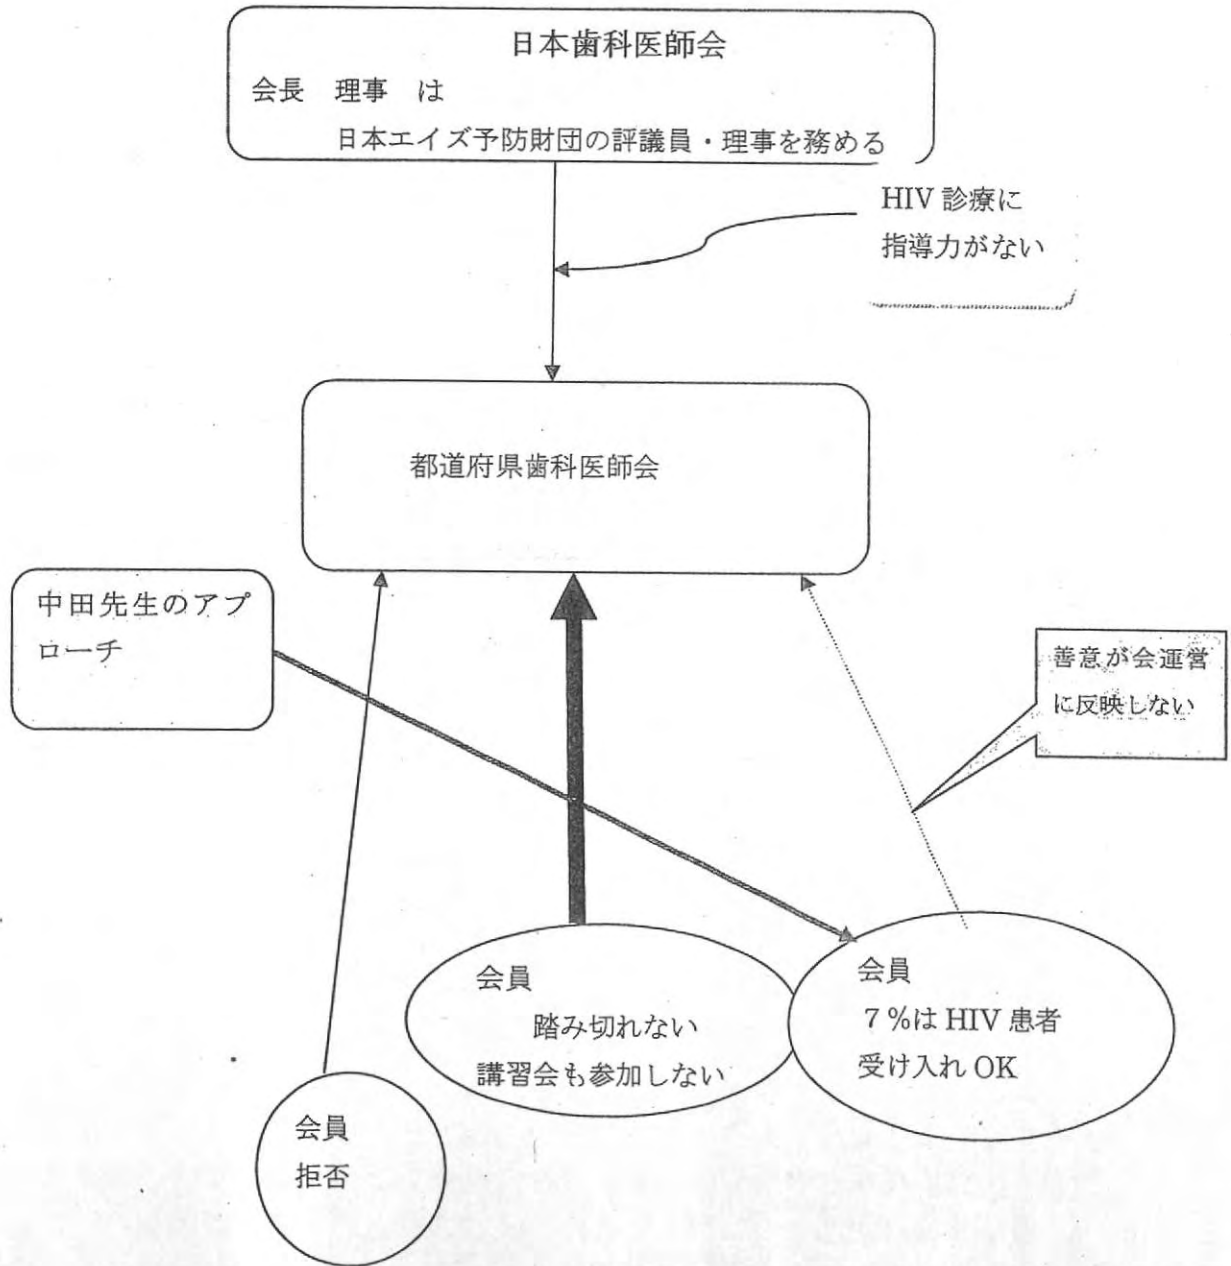 日本歯科医師会
会長　理事　は
日本エイズ予防財団の評議員・理事を務める
HIV 診療に
指導力がない
都道府県歯科医師会
中田先生のアプ
ローチ
善意が会運営
に反映しない
会員
踏み切れない
講習会も参加しない
会員
７%は HIV 患者
受け入れ OK
会員
拒否